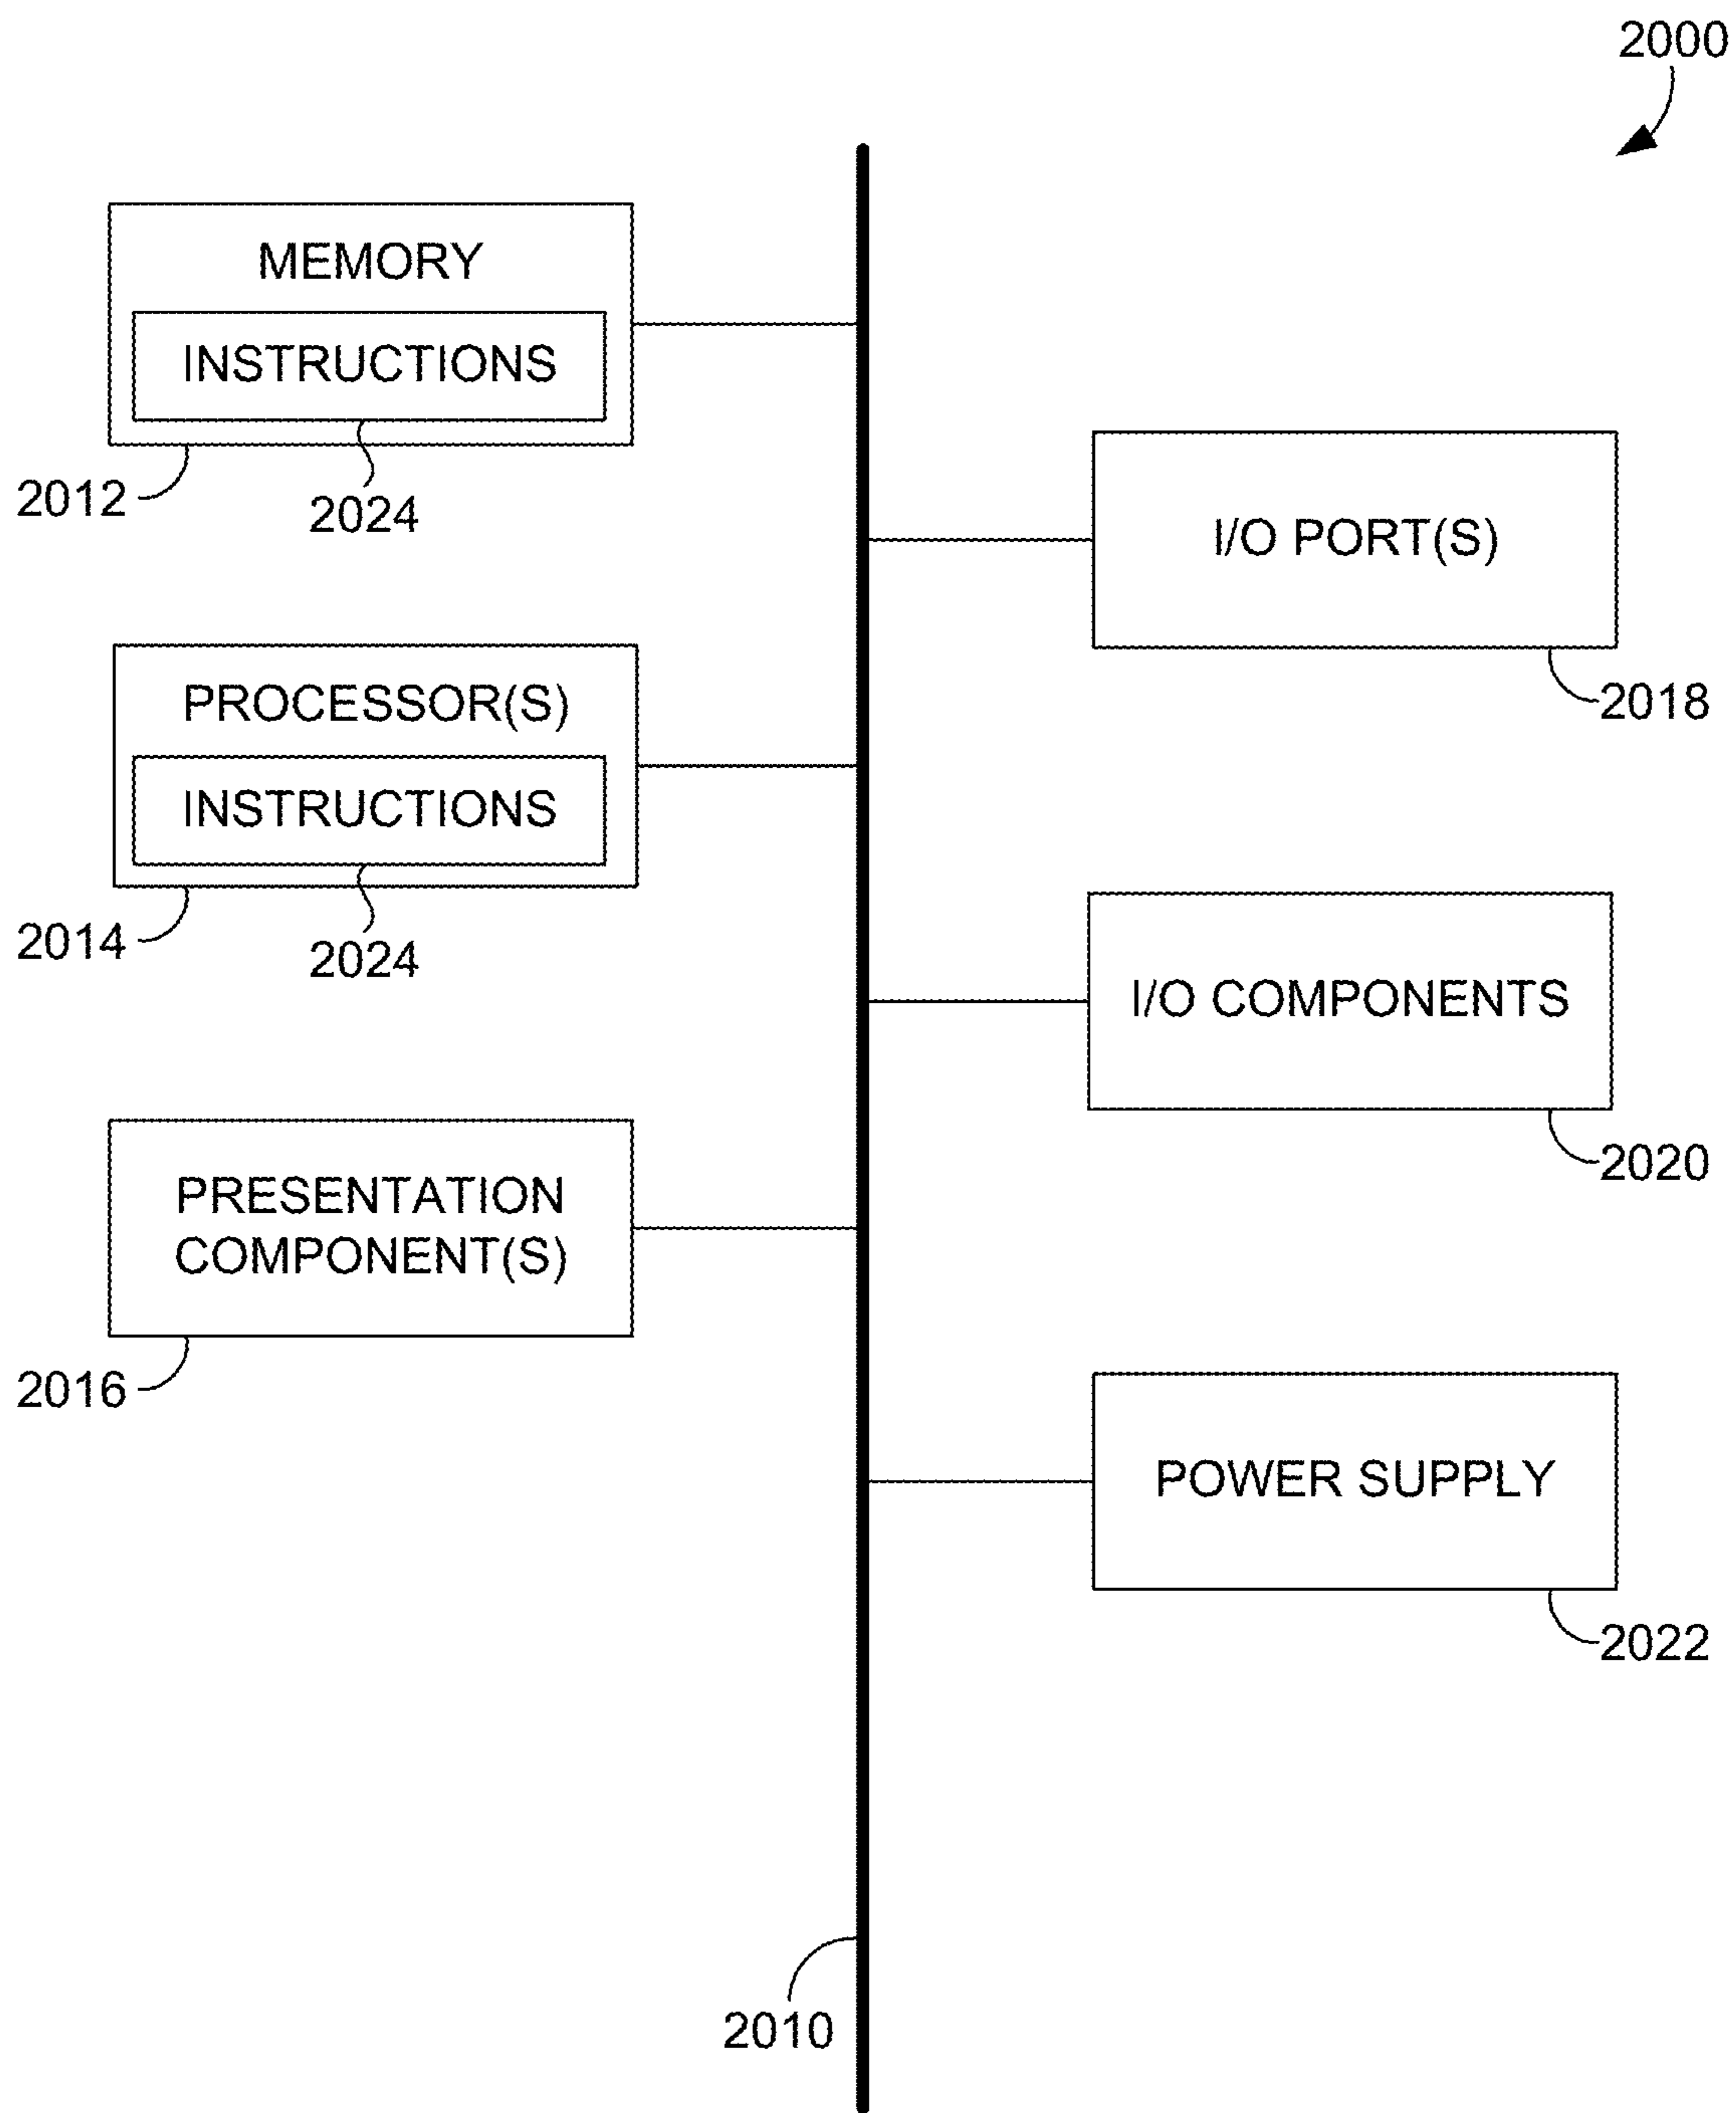 2000
MEMORY
INSTRUCTIONS
2012
2024
I/O PORT(S)
2018
PROCESSOR(S)
INSTRUCTIONS
2014
2024
I/O COMPONENTS
2020
PRESENTATION
COMPONENT(S)
2016
POWER SUPPLY
2022
2010